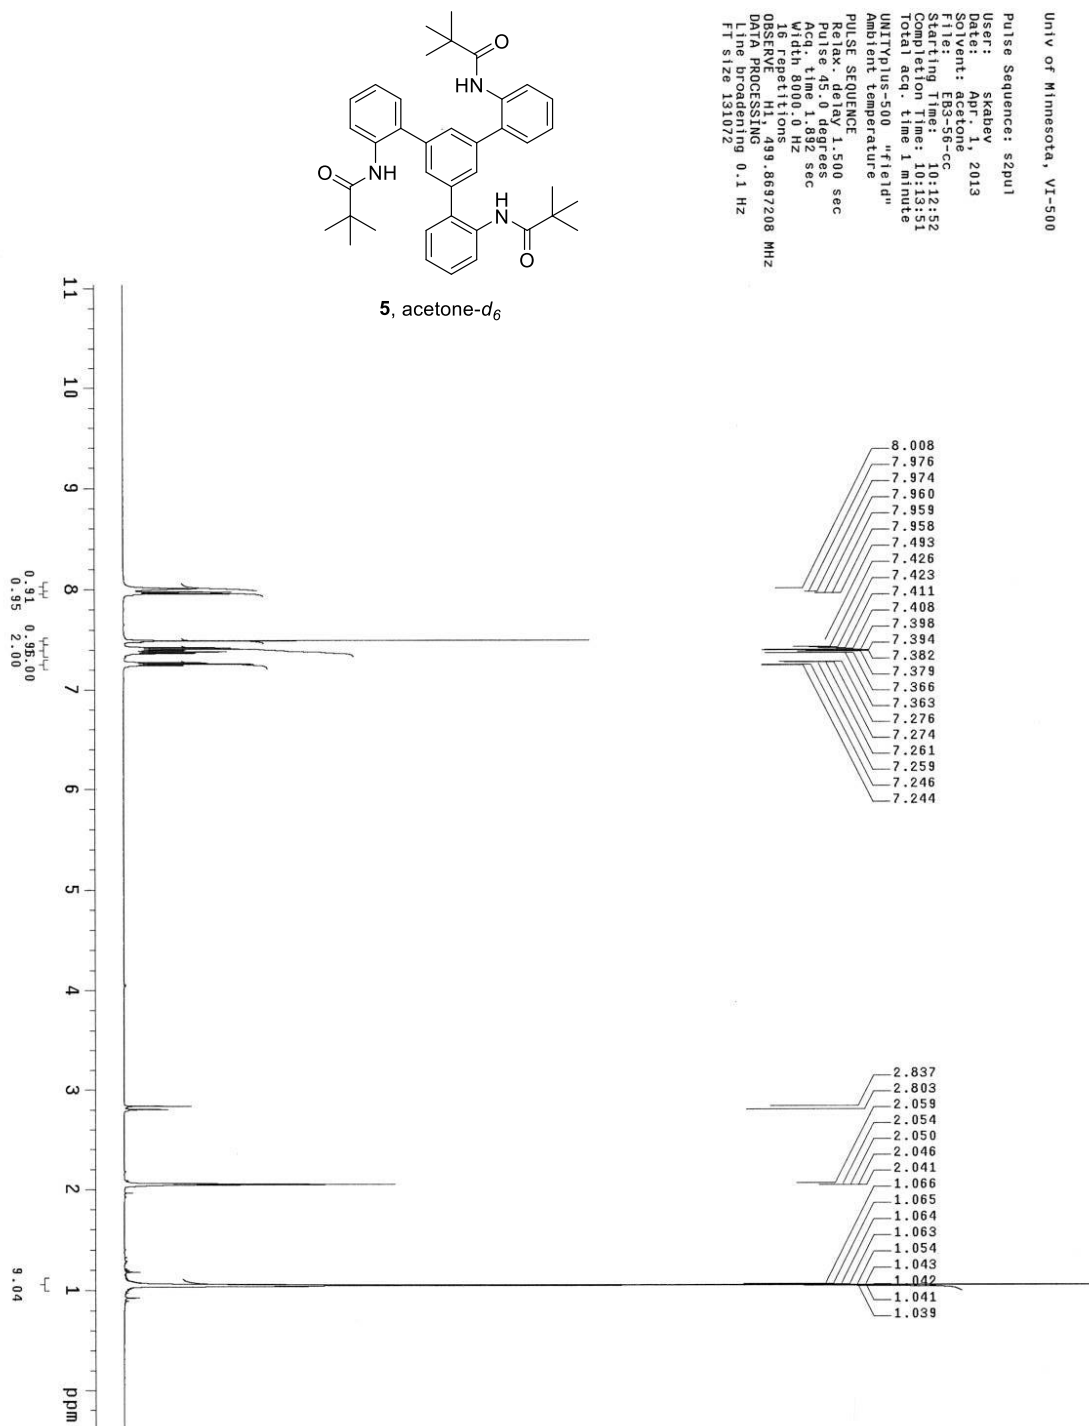 Univ of Minnesota, VI-500
Pulse Sequence: s2pul
User: skabev
Date: Apr. 1, 2013
Solvent: acetone
File: EB3-56-cc
Starting Time: 10:12:52
Completion Time: 10:13:51
Total acq. time 1 minute
UNITYplus-500 "field"
Ambient temperature
PULSE SEQUENCE
Relax. delay 1.500 sec
Pulse 45.0 degrees
Acq. time 1.892 sec
Width 8000.0 Hz
16 repetitions
OBSERVE H1, 499.8697208 MHz
DATA PROCESSING
Line broadening 0.1 Hz
FT size 131072
O
NH
O
NH
H
N
O
5, acetone-d6
8.008
7.976
7.974
7.960
7.959
7.958
7.493
7.426
7.423
7.411
7.408
7.398
7.394
7.382
7.379
7.366
7.363
7.276
7.274
7.261
7.259
7.246
7.244
2.837
2.803
2.059
2.054
2.050
2.046
2.041
1.066
1.065
1.064
1.063
1.054
1.043
1.042
1.041
1.039
11
10
9
8
7
6
5
4
3
2
1
ppm
0.91
0.95
2.00
9.04